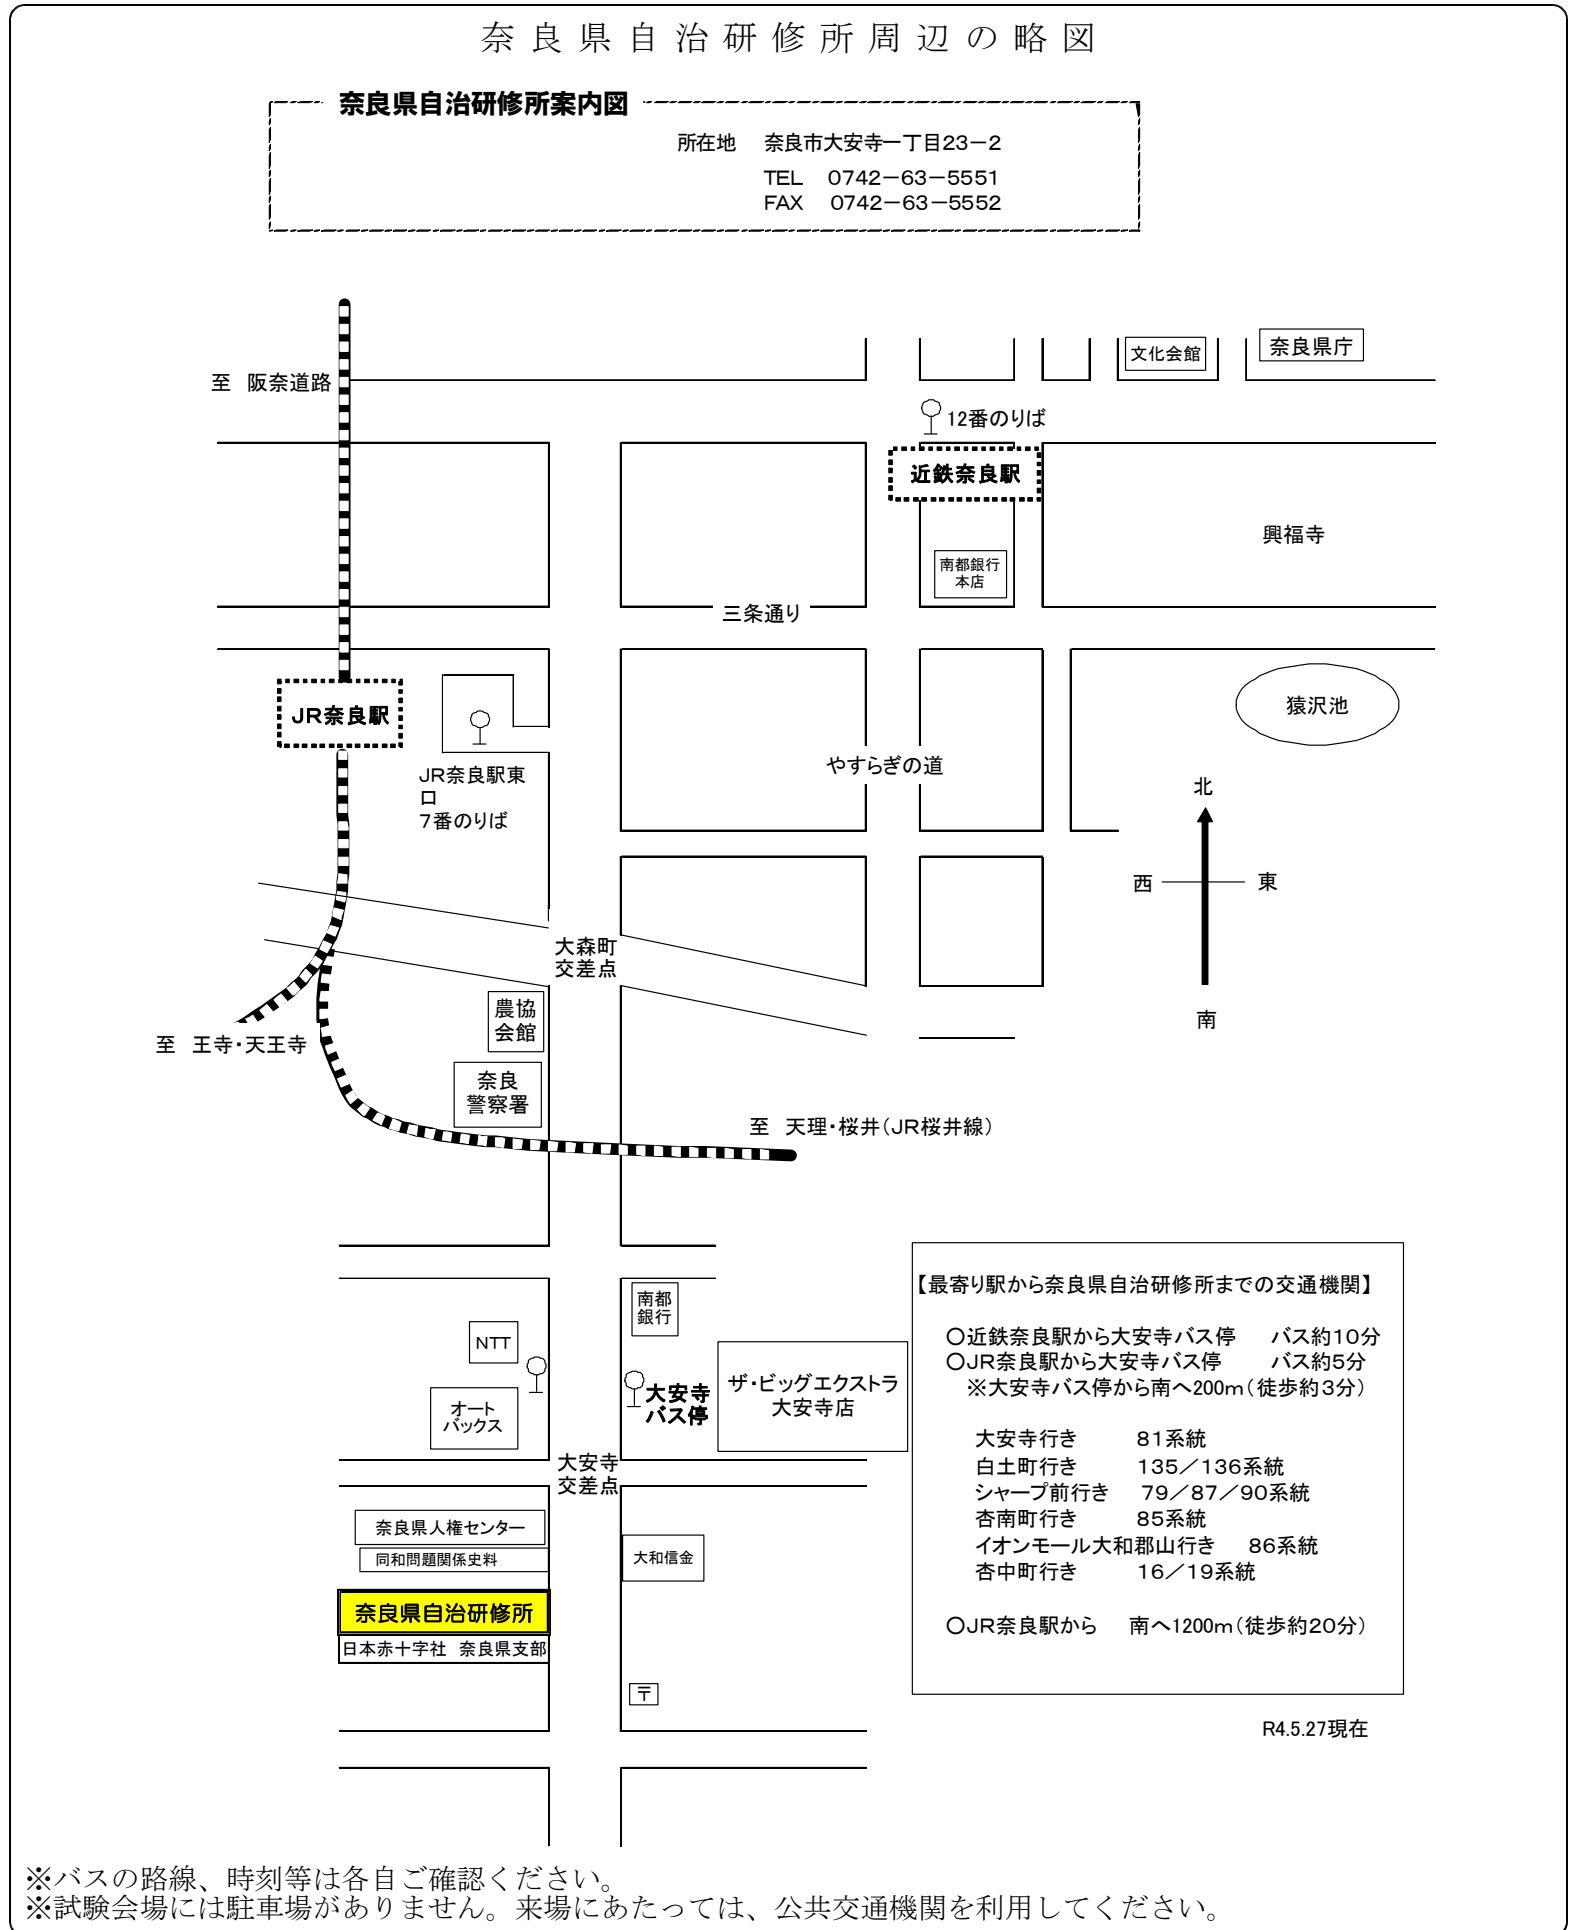 奈良県自治研修所周辺の略図
奈良県自治研修所案内図
所在地　奈良市大安寺一丁目23－2
TEL　0742－63－5551
FAX　0742－63－5552
文化会館
奈良県庁
至　阪奈道路
12番のりば
近鉄奈良駅
興福寺
南都銀行
本店
三条通り
JR奈良駅
猿沢池
JR奈良駅東
口
7番のりば
やすらぎの道
北
西
東
南
大森町
交差点
農協
会館
至　王寺・天王寺
奈良
警察署
至　天理・桜井（JR桜井線）
南都
銀行
NTT
オート
バックス
大安寺
バス停
ザ・ビッグエクストラ
大安寺店
大安寺
交差点
奈良県人権センター
同和問題関係史料
大和信金
奈良県自治研修所
日本赤十字社　奈良県支部
〒
【最寄り駅から奈良県自治研修所までの交通機関】
〇近鉄奈良駅から大安寺バス停　バス約10分
〇JR奈良駅から大安寺バス停　バス約5分
※大安寺バス停から南へ200m（徒歩約3分）
大安寺行き　81系統
白土町行き　135／136系統
シャープ前行き　79／87／90系統
杏南町行き　85系統
イオンモール大和郡山行き　86系統
杏中町行き　16／19系統
〇JR奈良駅から　南へ1200m（徒歩約20分）
R4.5.27現在
※バスの路線、時刻等は各自ご確認ください。
※試験会場には駐車場がありません。来場にあたっては、公共交通機関を利用してください。